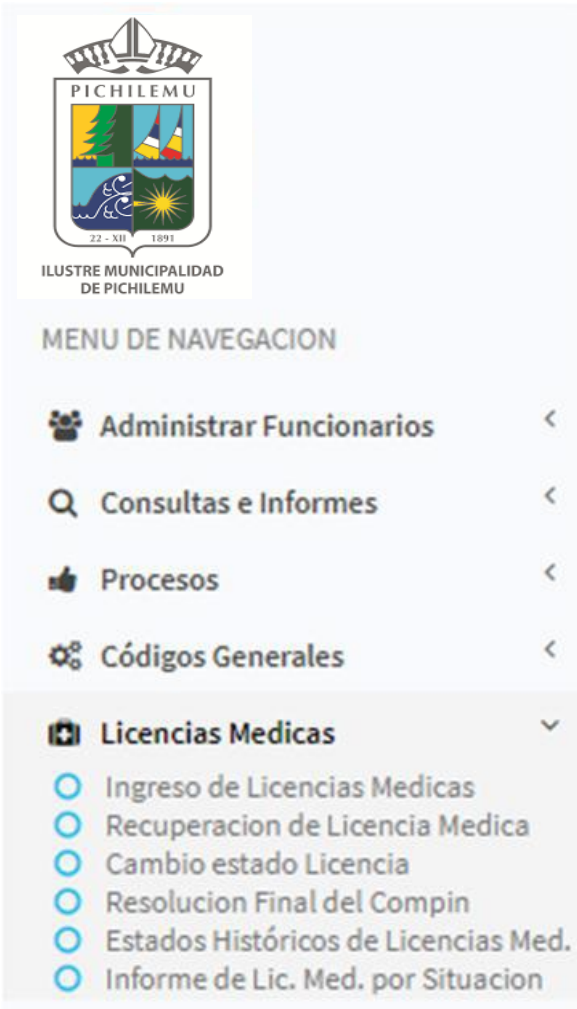 PICHILEMU
22 - XII 1891
ILUSTRE MUNICIPALIDAD
DE PICHILEMU
MENU DE NAVEGACION
Administrar Funcionarios
Consultas e Informes
Procesos
Códigos Generales
Licencias Medicas
Ingreso de Licencias Medicas
Recuperacion de Licencia Medica
Cambio estado Licencia
Resolucion Final del Compin
Estados Históricos de Licencias Med.
Informe de Lic. Med. por Situacion